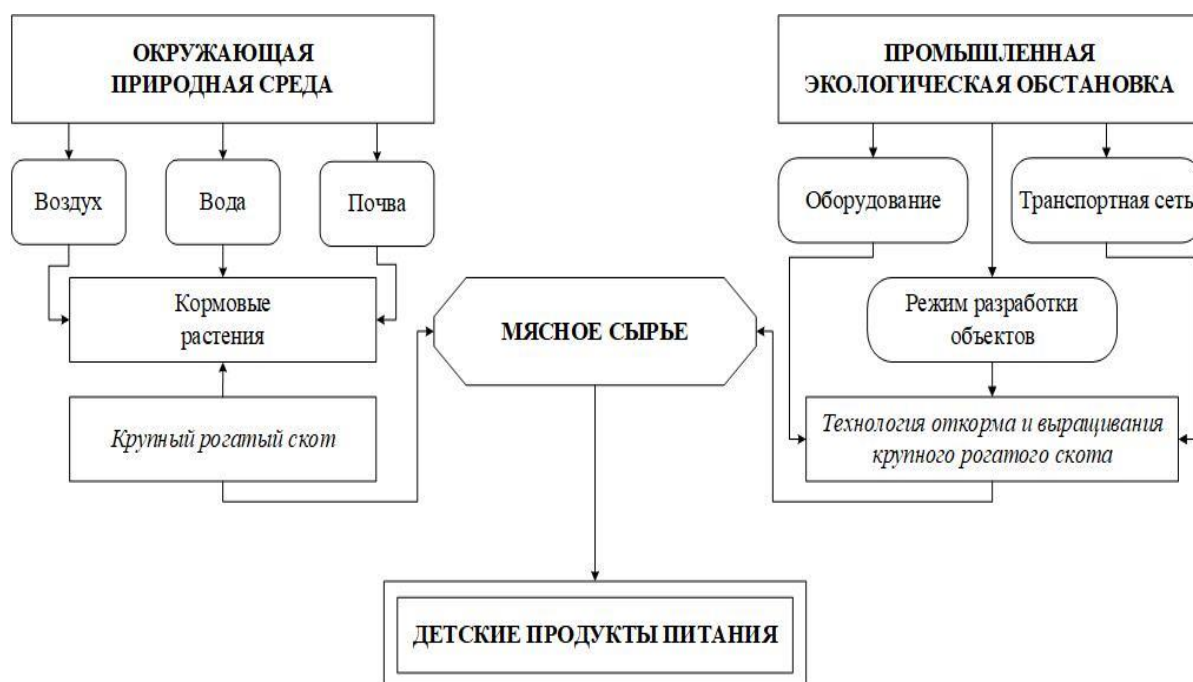 ОКРУЖАЮЩАЯ
ПРИРОДНАЯ СРЕДА
ПРОМЫШЛЕННАЯ
ЭКОЛОГИЧЕСКАЯ ОБСТАНОВКА
Воздух
Вода
Почва
Оборудование
Транспортная сеть
Кормовые
растения
МЯСНОЕ СЫРЬЕ
Режим разработки
объектов
Крупный рогатый скот
Технология откорма и выращивания
крупного рогатого скота
ДЕТСКИЕ ПРОДУКТЫ ПИТАНИЯ